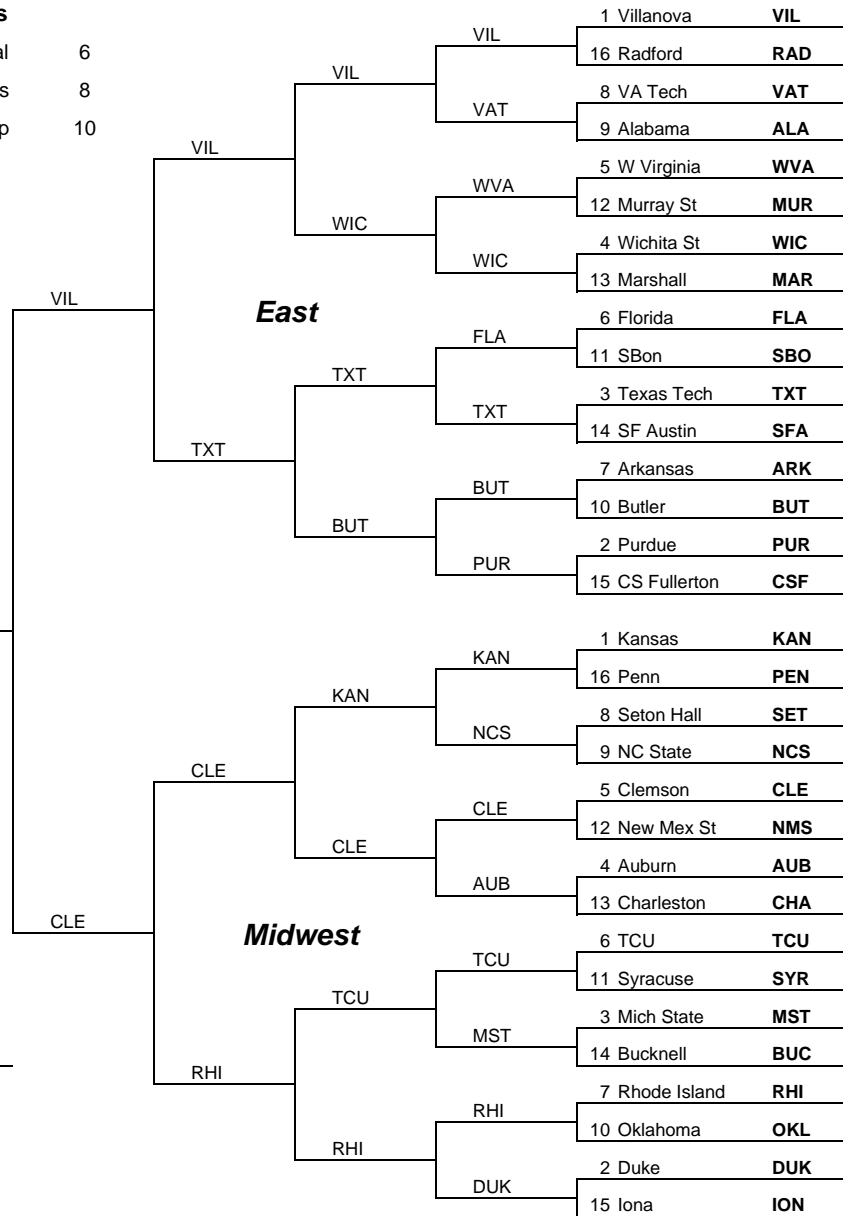 s
al 6
s 8
p 10
1 Villanova VIL
VIL
16 Radford RAD
VIL
8 VA Tech VAT
VAT
9 Alabama ALA
VIL
5 W Virginia WVA
WVA
12 Murray St MUR
WIC
4 Wichita St WIC
WIC
13 Marshall MAR
VIL
East
6 Florida FLA
FLA
11 SBon SBO
TXT
3 Texas Tech TXT
TXT
14 SF Austin SFA
TXT
7 Arkansas ARK
BUT
10 Butler BUT
BUT
2 Purdue PUR
PUR
15 CS Fullerton CSF
1 Kansas KAN
KAN
16 Penn PEN
KAN
8 Seton Hall SET
NCS
9 NC State NCS
CLE
5 Clemson CLE
CLE
12 New Mex St NMS
CLE
4 Auburn AUB
AUB
13 Charleston CHA
CLE
Midwest
6 TCU TCU
TCU
11 Syracuse SYR
TCU
3 Mich State MST
MST
14 Bucknell BUC
RHI
7 Rhode Island RHI
RHI
10 Oklahoma OKL
RHI
2 Duke DUK
DUK
15 Iona ION